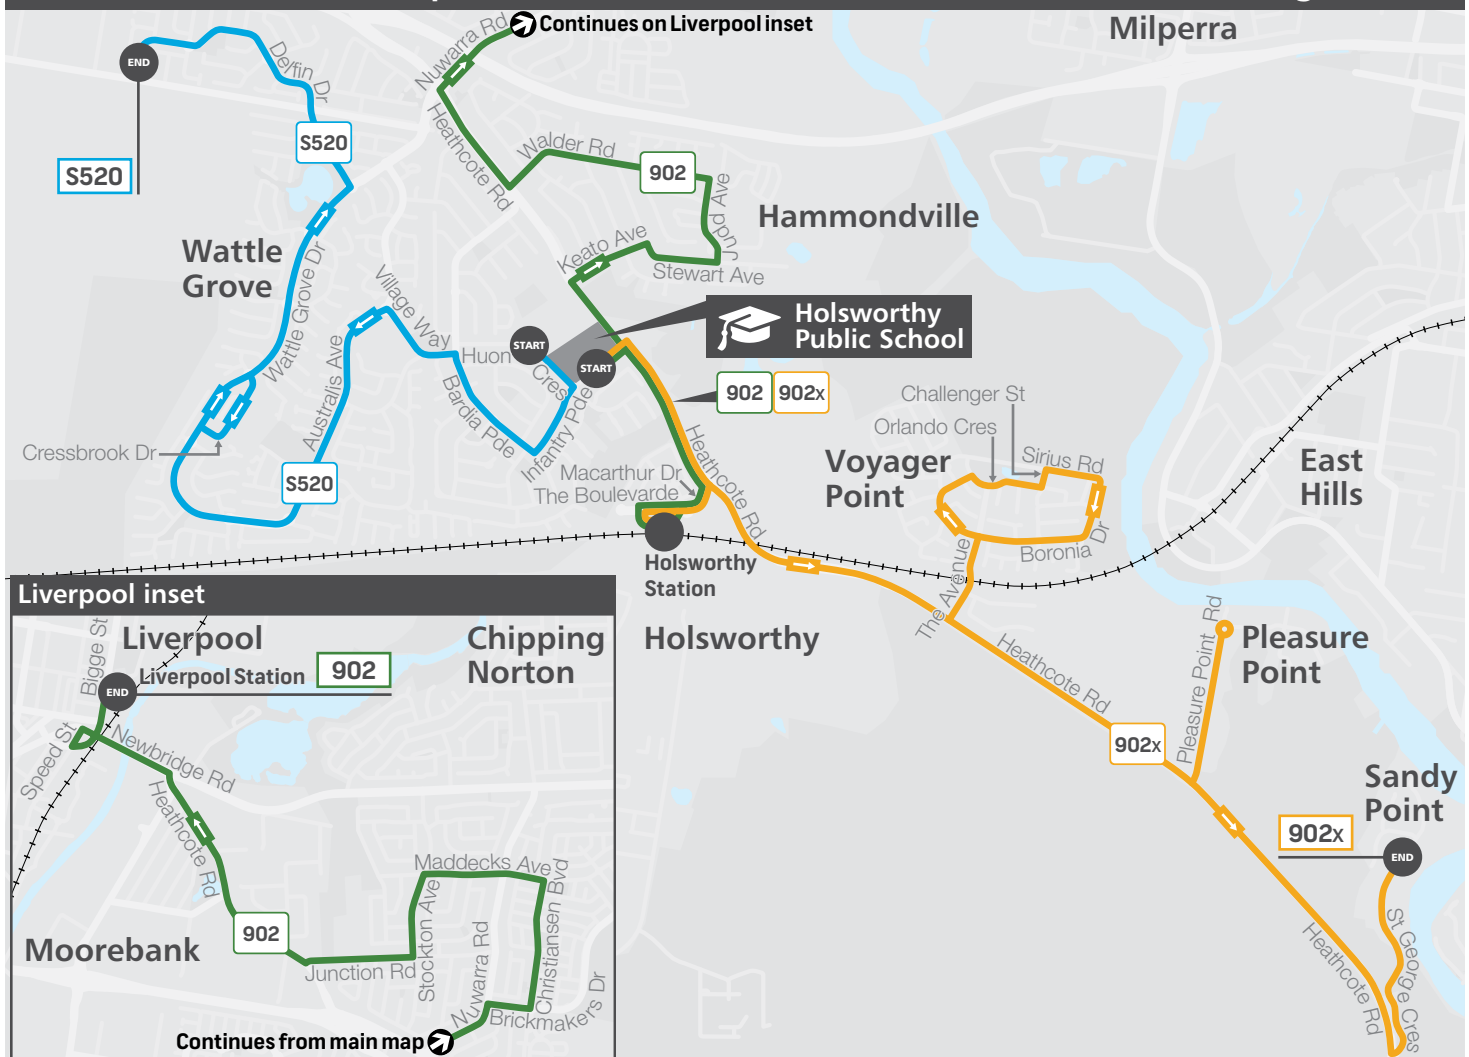 Continues on Liverpool inset
Milperra
END
Delfin Dr
Nuwarra Rd
S520
S520
Heathcote Rd
Walder Rd
902
Judd Ave
Hammondville
Wattle
Grove
Wattle Grove Dr
Village Way
Keato Ave
Stewart Ave
Holsworthy
Public School
START
Huon
Cres
START
902
902X
Australis Ave
Bardia Pde
Infantry Pde
Challenger St
Orlando Cres
Cressbrook Dr
S520
Macarthur Dr
The Boulevarde
Heathcote Rd
Voyager
Point
Sirius Rd
Boronia Dr
East
Hills
Holsworthy
Station
The Avenue
Holsworthy
Heathcote Rd
Pleasure Point Rd
Pleasure
Point
902X
Sandy
Point
902X
END
St George Cres
Heathcote Rd
Liverpool inset
Bigge St
Liverpool
Liverpool Station
902
END
Chipping
Norton
Speed St
Newbridge Rd
Heathcote Rd
Maddecks Ave
902
Stockton Ave
Christiansen Bvd
Moorebank
Junction Rd
Nuwarra Rd
Brickmakers Dr
Continues from main map